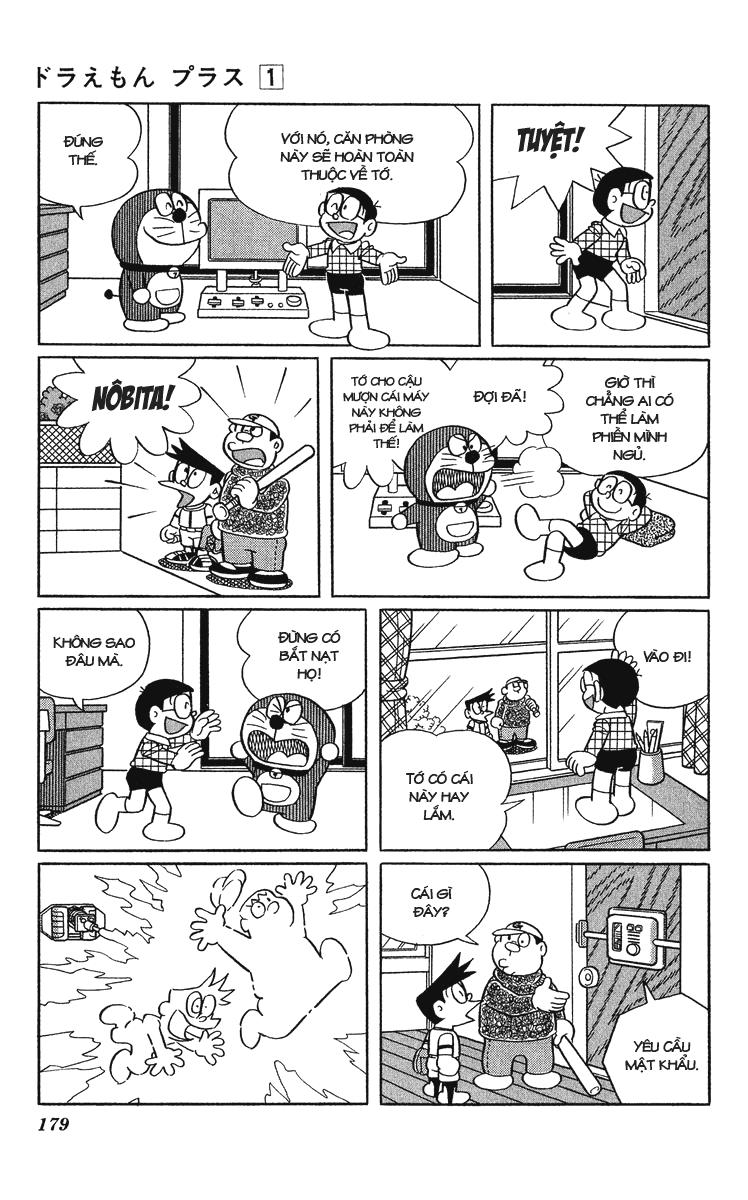 ドラえもん プラス 1
ĐÚNG
THẾ.
VỚI NÓ, CĂN PHÒNG
NÀY SẼ HOÀN TOÀN
THUỘC VỀ TỚ.
TUYỆT!
NÔBITA!
TỚ CHO CẬU
MƯỢN CÁI MÁY
NÀY KHÔNG
PHẢI ĐỂ LÀM
THẾ!
ĐỢI ĐÃ!
GIỜ THÌ
CHẲNG AI CÓ
THỂ LÀM
PHIỀN MÌNH
NGỦ.
KHÔNG SAO
ĐÂU MÀ.
ĐỪNG CÓ
BẮT NẠT
HỌ!
VÀO ĐI!
TỚ CÓ CÁI
NÀY HAY
LẮM.
CÁI GÌ
ĐÂY?
YÊU CẦU
MẬT KHẨU.
179